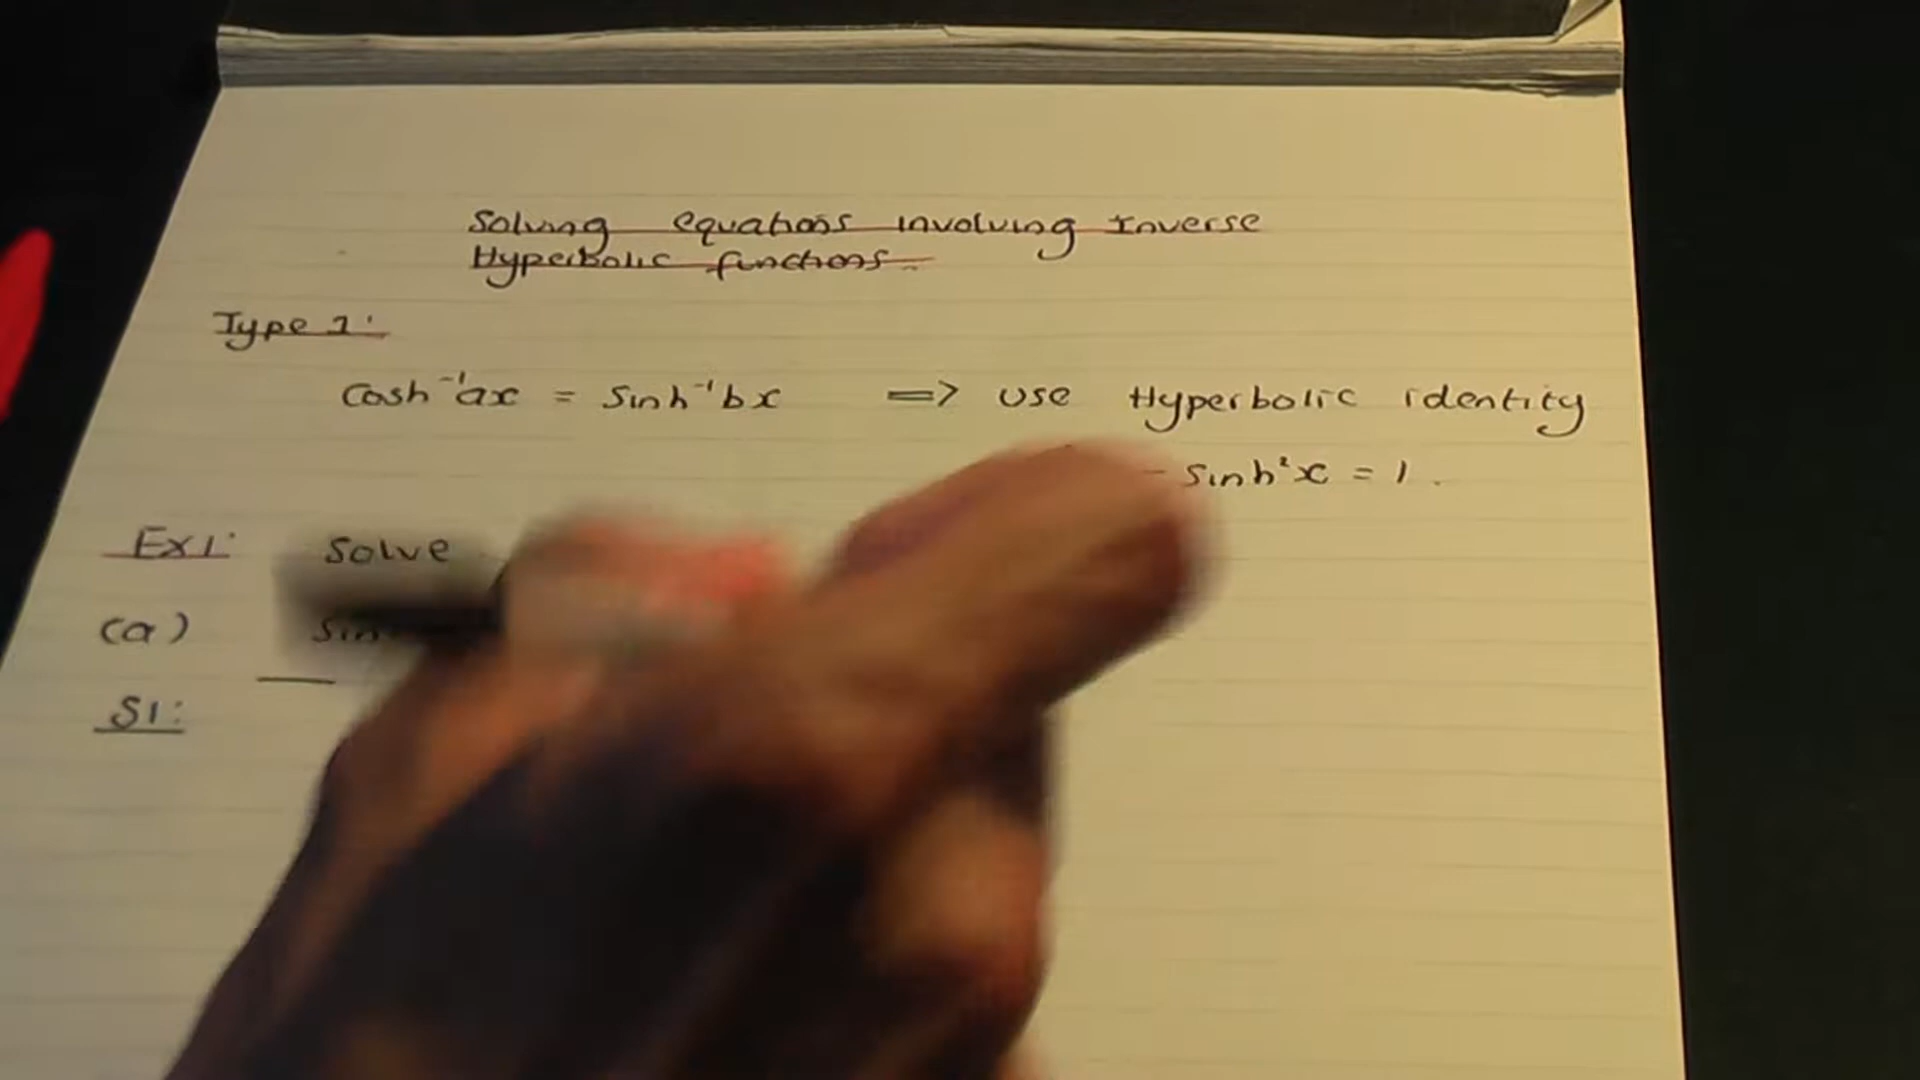 Solving equations involving Inverse
Hyperbolic functions.
Type 1:
Cosh⁻¹ax = Sinh⁻¹bx => use Hyperbolic identity
- Sinh²x = 1.
Ex1: Solve
(a)
S1: